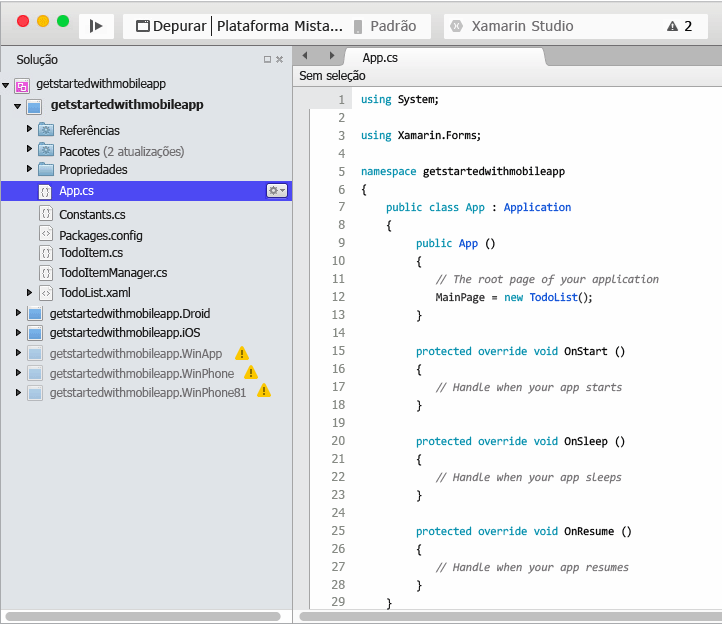 Depurar | Plataforma Mista... Padrão Xamarin Studio 2
Solução
getstartedwithmobileapp
getstartedwithmobileapp
Referências
Pacotes (2 atualizações)
Propriedades
App.cs
Constants.cs
Packages.config
TodoItem.cs
TodoItemManager.cs
TodoList.xaml
getstartedwithmobileapp.Droid
getstartedwithmobileapp.iOS
getstartedwithmobileapp.WinApp
getstartedwithmobileapp.WinPhone
getstartedwithmobileapp.WinPhone81
App.cs
Sem seleção
1 using System;
2
3 using Xamarin.Forms;
4
5 namespace getstartedwithmobileapp
6 {
7 public class App : Application
8 {
9 public App ()
10 {
11 // The root page of your application
12 MainPage = new TodoList();
13 }
14
15 protected override void OnStart ()
16 {
17 // Handle when your app starts
18 }
19
20 protected override void OnSleep ()
21 {
22 // Handle when your app sleeps
23 }
24
25 protected override void OnResume ()
26 {
27 // Handle when your app resumes
28 }
29 }